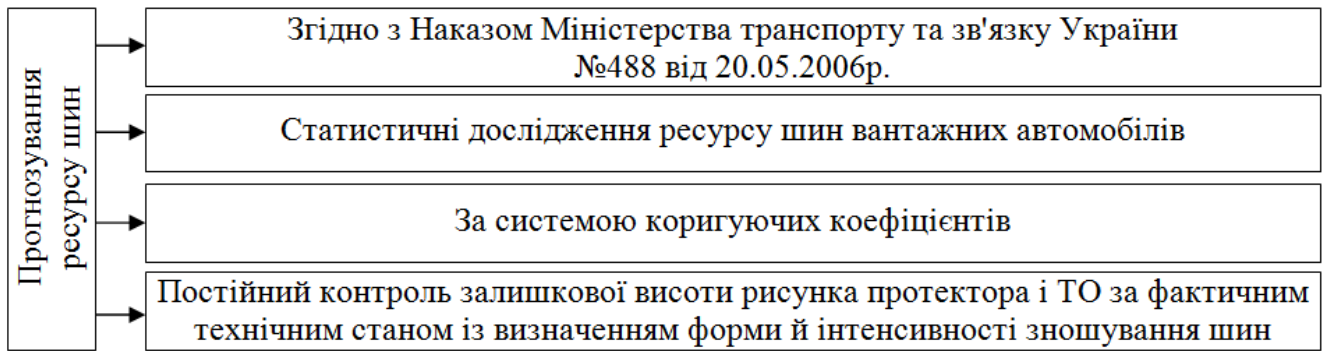 Прогнозування
ресурсу шин
Згідно з Наказом Міністерства транспорту та зв'язку України
№488 від 20.05.2006р.
Статистичні дослідження ресурсу шин вантажних автомобілів
За системою коригуючих коефіцієнтів
Постійний контроль залишкової висоти рисунка протектора і ТО за фактичним
технічним станом із визначенням форми й інтенсивності зношування шин